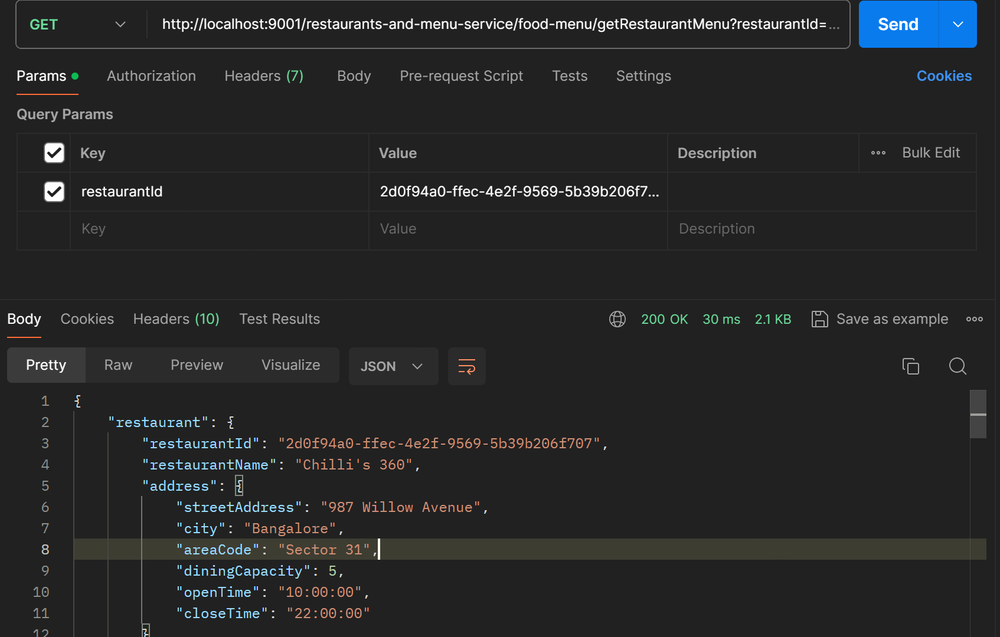 GET http://localhost:9001/restaurants-and-menu-service/food-menu/getRestaurantMenu?restaurantId=... Send
Params Authorization Headers (7) Body Pre-request Script Tests Settings Cookies
Query Params
Key Value Description Bulk Edit
restaurantId 2d0f94a0-ffec-4e2f-9569-5b39b206f7...
Key Value Description
Body Cookies Headers (10) Test Results 200 OK 30 ms 2.1 KB Save as example
Pretty Raw Preview Visualize JSON
1 {
2 "restaurant": {
3 "restaurantId": "2d0f94a0-ffec-4e2f-9569-5b39b206f707",
4 "restaurantName": "Chilli's 360",
5 "address": {
6 "streetAddress": "987 Willow Avenue",
7 "city": "Bangalore",
8 "areaCode": "Sector 31",
9 "diningCapacity": 5,
10 "openTime": "10:00:00",
11 "closeTime": "22:00:00"
12 }